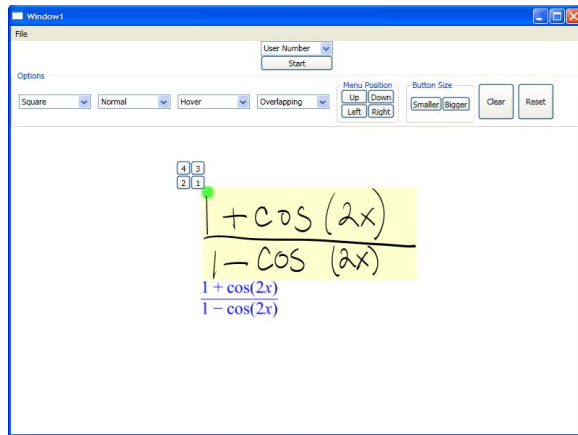 Window1
File
User Number
Start
Options
Square Normal Hover Overlapping
Menu Position
Up Down
Left Right
Button Size
Smaller Bigger
Clear Reset
4 3
2 1
1 + cos (2x)
1 - cos (2x)
1 + cos(2x)
1 − cos(2x)